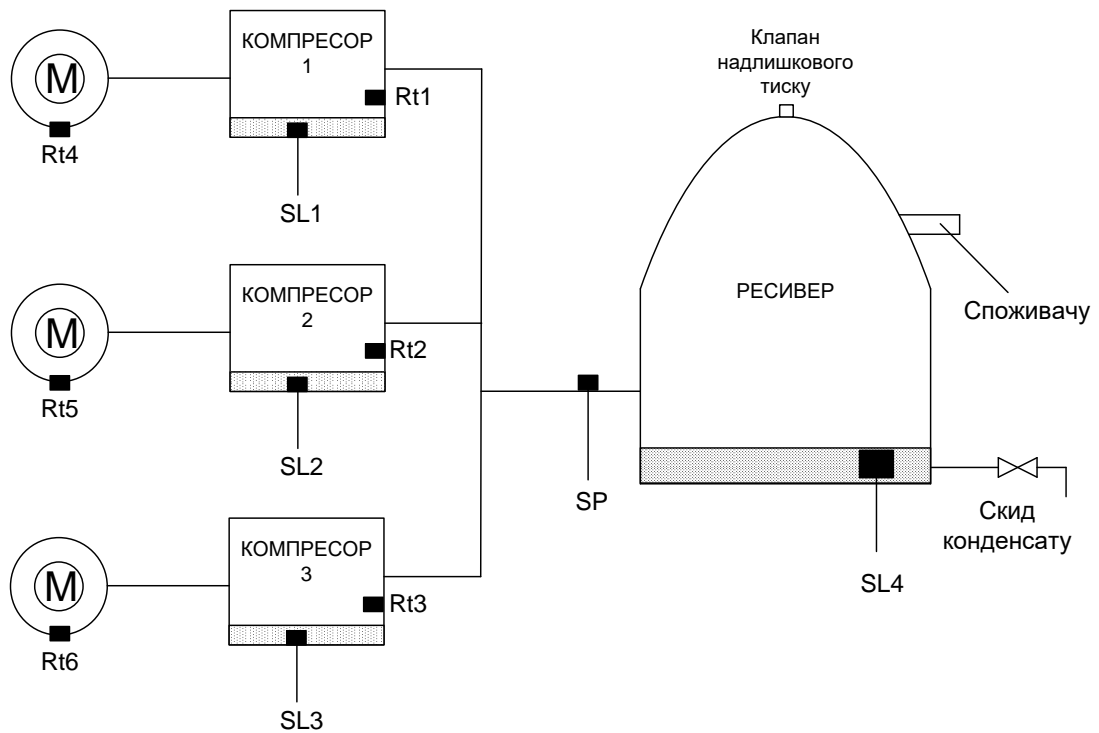 М
Rt4
КОМПРЕСОР
1
Rt1
SL1
М
Rt5
КОМПРЕСОР
2
Rt2
SL2
М
Rt6
КОМПРЕСОР
3
Rt3
SL3
SP
Клапан
надлишкового
тиску
РЕСИВЕР
Споживачу
Скид
конденсату
SL4